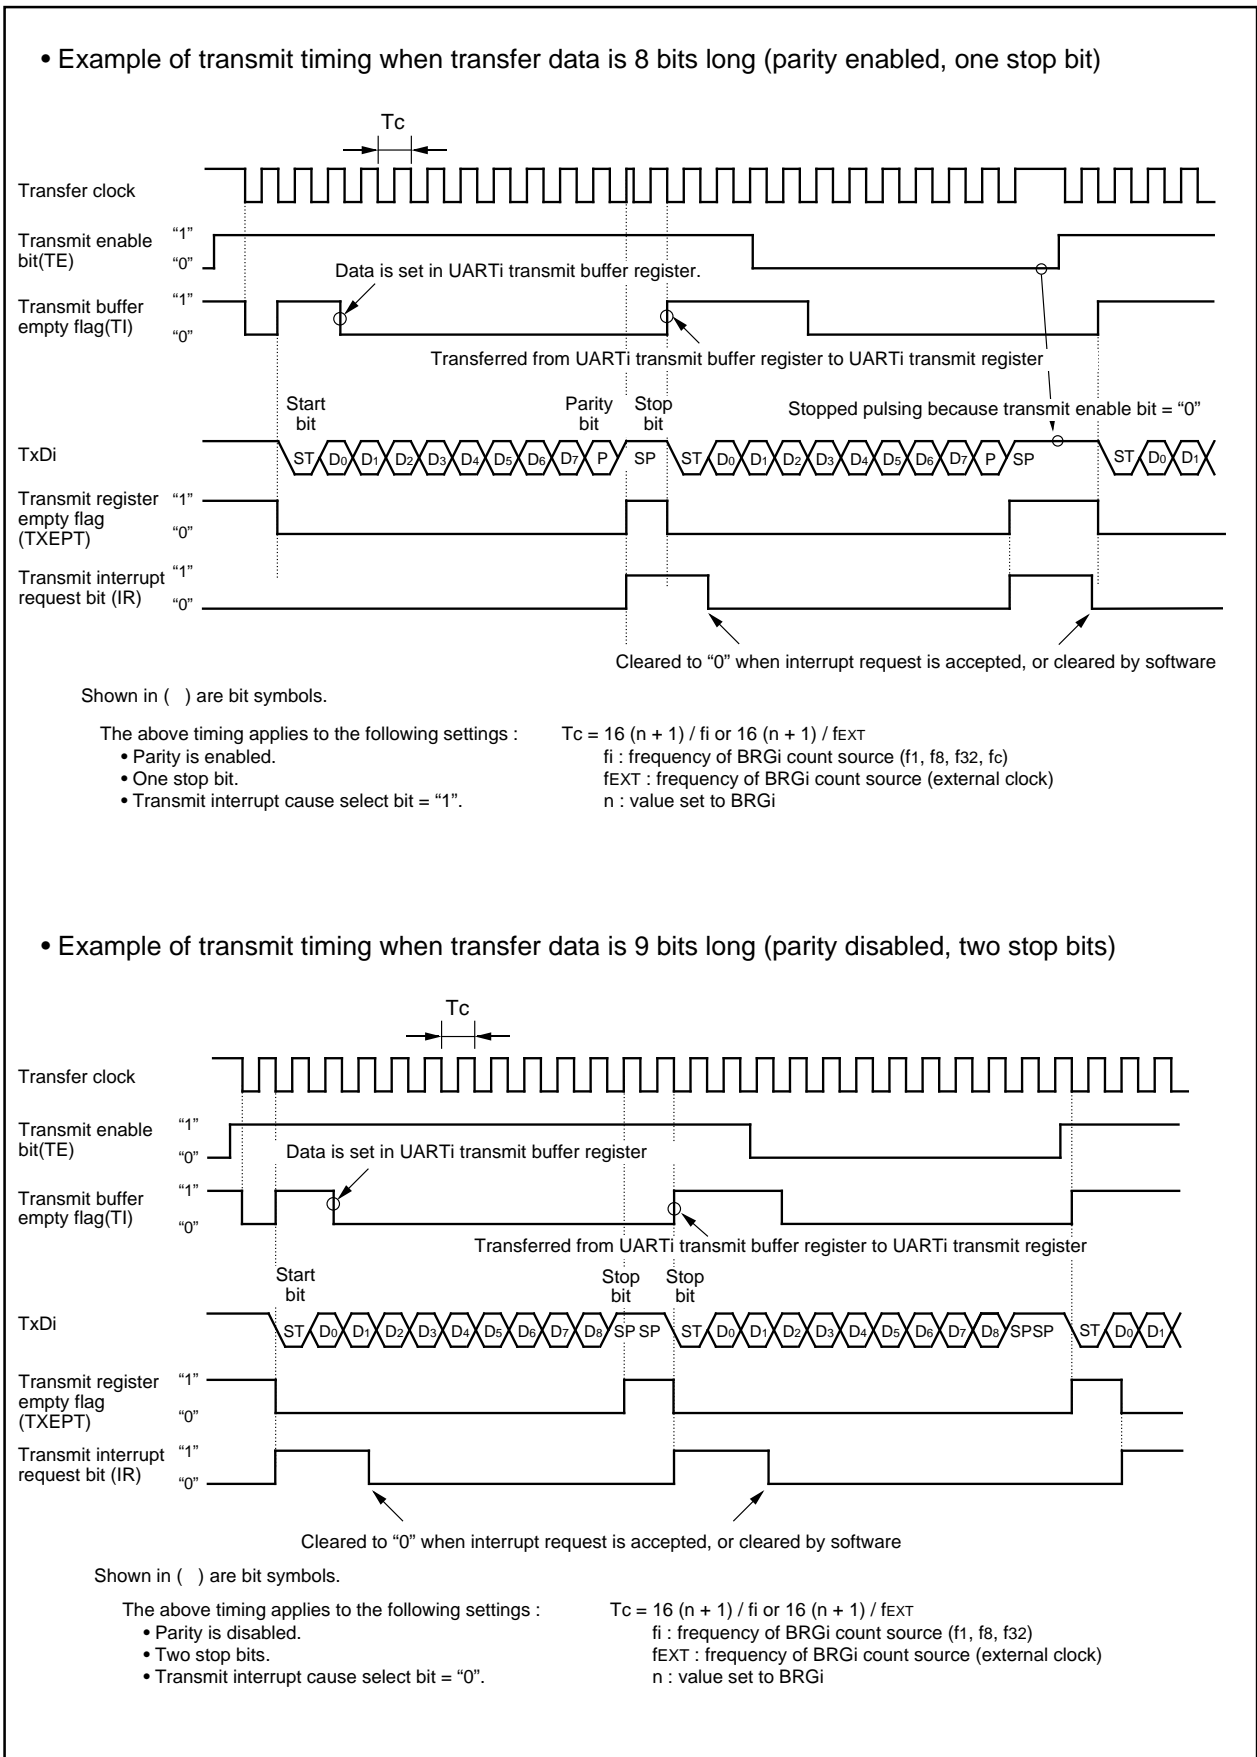 • Example of transmit timing when transfer data is 8 bits long (parity enabled, one stop bit)
Tc
Transfer clock
Transmit enable
bit(TE)
“1”
“0”
Data is set in UARTi transmit buffer register.
Transmit buffer
empty flag(TI)
“1”
“0”
Transferred from UARTi transmit buffer register to UARTi transmit register
Start
bit
Parity
bit
Stop
bit
Stopped pulsing because transmit enable bit = “0”
TxDi
ST D0 D1 D2 D3 D4 D5 D6 D7 P SP ST D0 D1 D2 D3 D4 D5 D6 D7 P SP ST D0 D1
Transmit register
empty flag
(TXEPT)
“1”
“0”
Transmit interrupt
request bit (IR)
“1”
“0”
Cleared to “0” when interrupt request is accepted, or cleared by software
Shown in ( ) are bit symbols.
The above timing applies to the following settings :
• Parity is enabled.
• One stop bit.
• Transmit interrupt cause select bit = “1”.
Tc = 16 (n + 1) / fi or 16 (n + 1) / fEXT
fi : frequency of BRGi count source (f1, f8, f32, fc)
fEXT : frequency of BRGi count source (external clock)
n : value set to BRGi
• Example of transmit timing when transfer data is 9 bits long (parity disabled, two stop bits)
Tc
Transfer clock
Transmit enable
bit(TE)
“1”
“0”
Data is set in UARTi transmit buffer register
Transmit buffer
empty flag(TI)
“1”
“0”
Transferred from UARTi transmit buffer register to UARTi transmit register
Start
bit
Stop
bit
Stop
bit
TxDi
ST D0 D1 D2 D3 D4 D5 D6 D7 D8 SP SP ST D0 D1 D2 D3 D4 D5 D6 D7 D8 SPSP ST D0 D1
Transmit register
empty flag
(TXEPT)
“1”
“0”
Transmit interrupt
request bit (IR)
“1”
“0”
Cleared to “0” when interrupt request is accepted, or cleared by software
Shown in ( ) are bit symbols.
The above timing applies to the following settings :
• Parity is disabled.
• Two stop bits.
• Transmit interrupt cause select bit = “0”.
Tc = 16 (n + 1) / fi or 16 (n + 1) / fEXT
fi : frequency of BRGi count source (f1, f8, f32)
fEXT : frequency of BRGi count source (external clock)
n : value set to BRGi